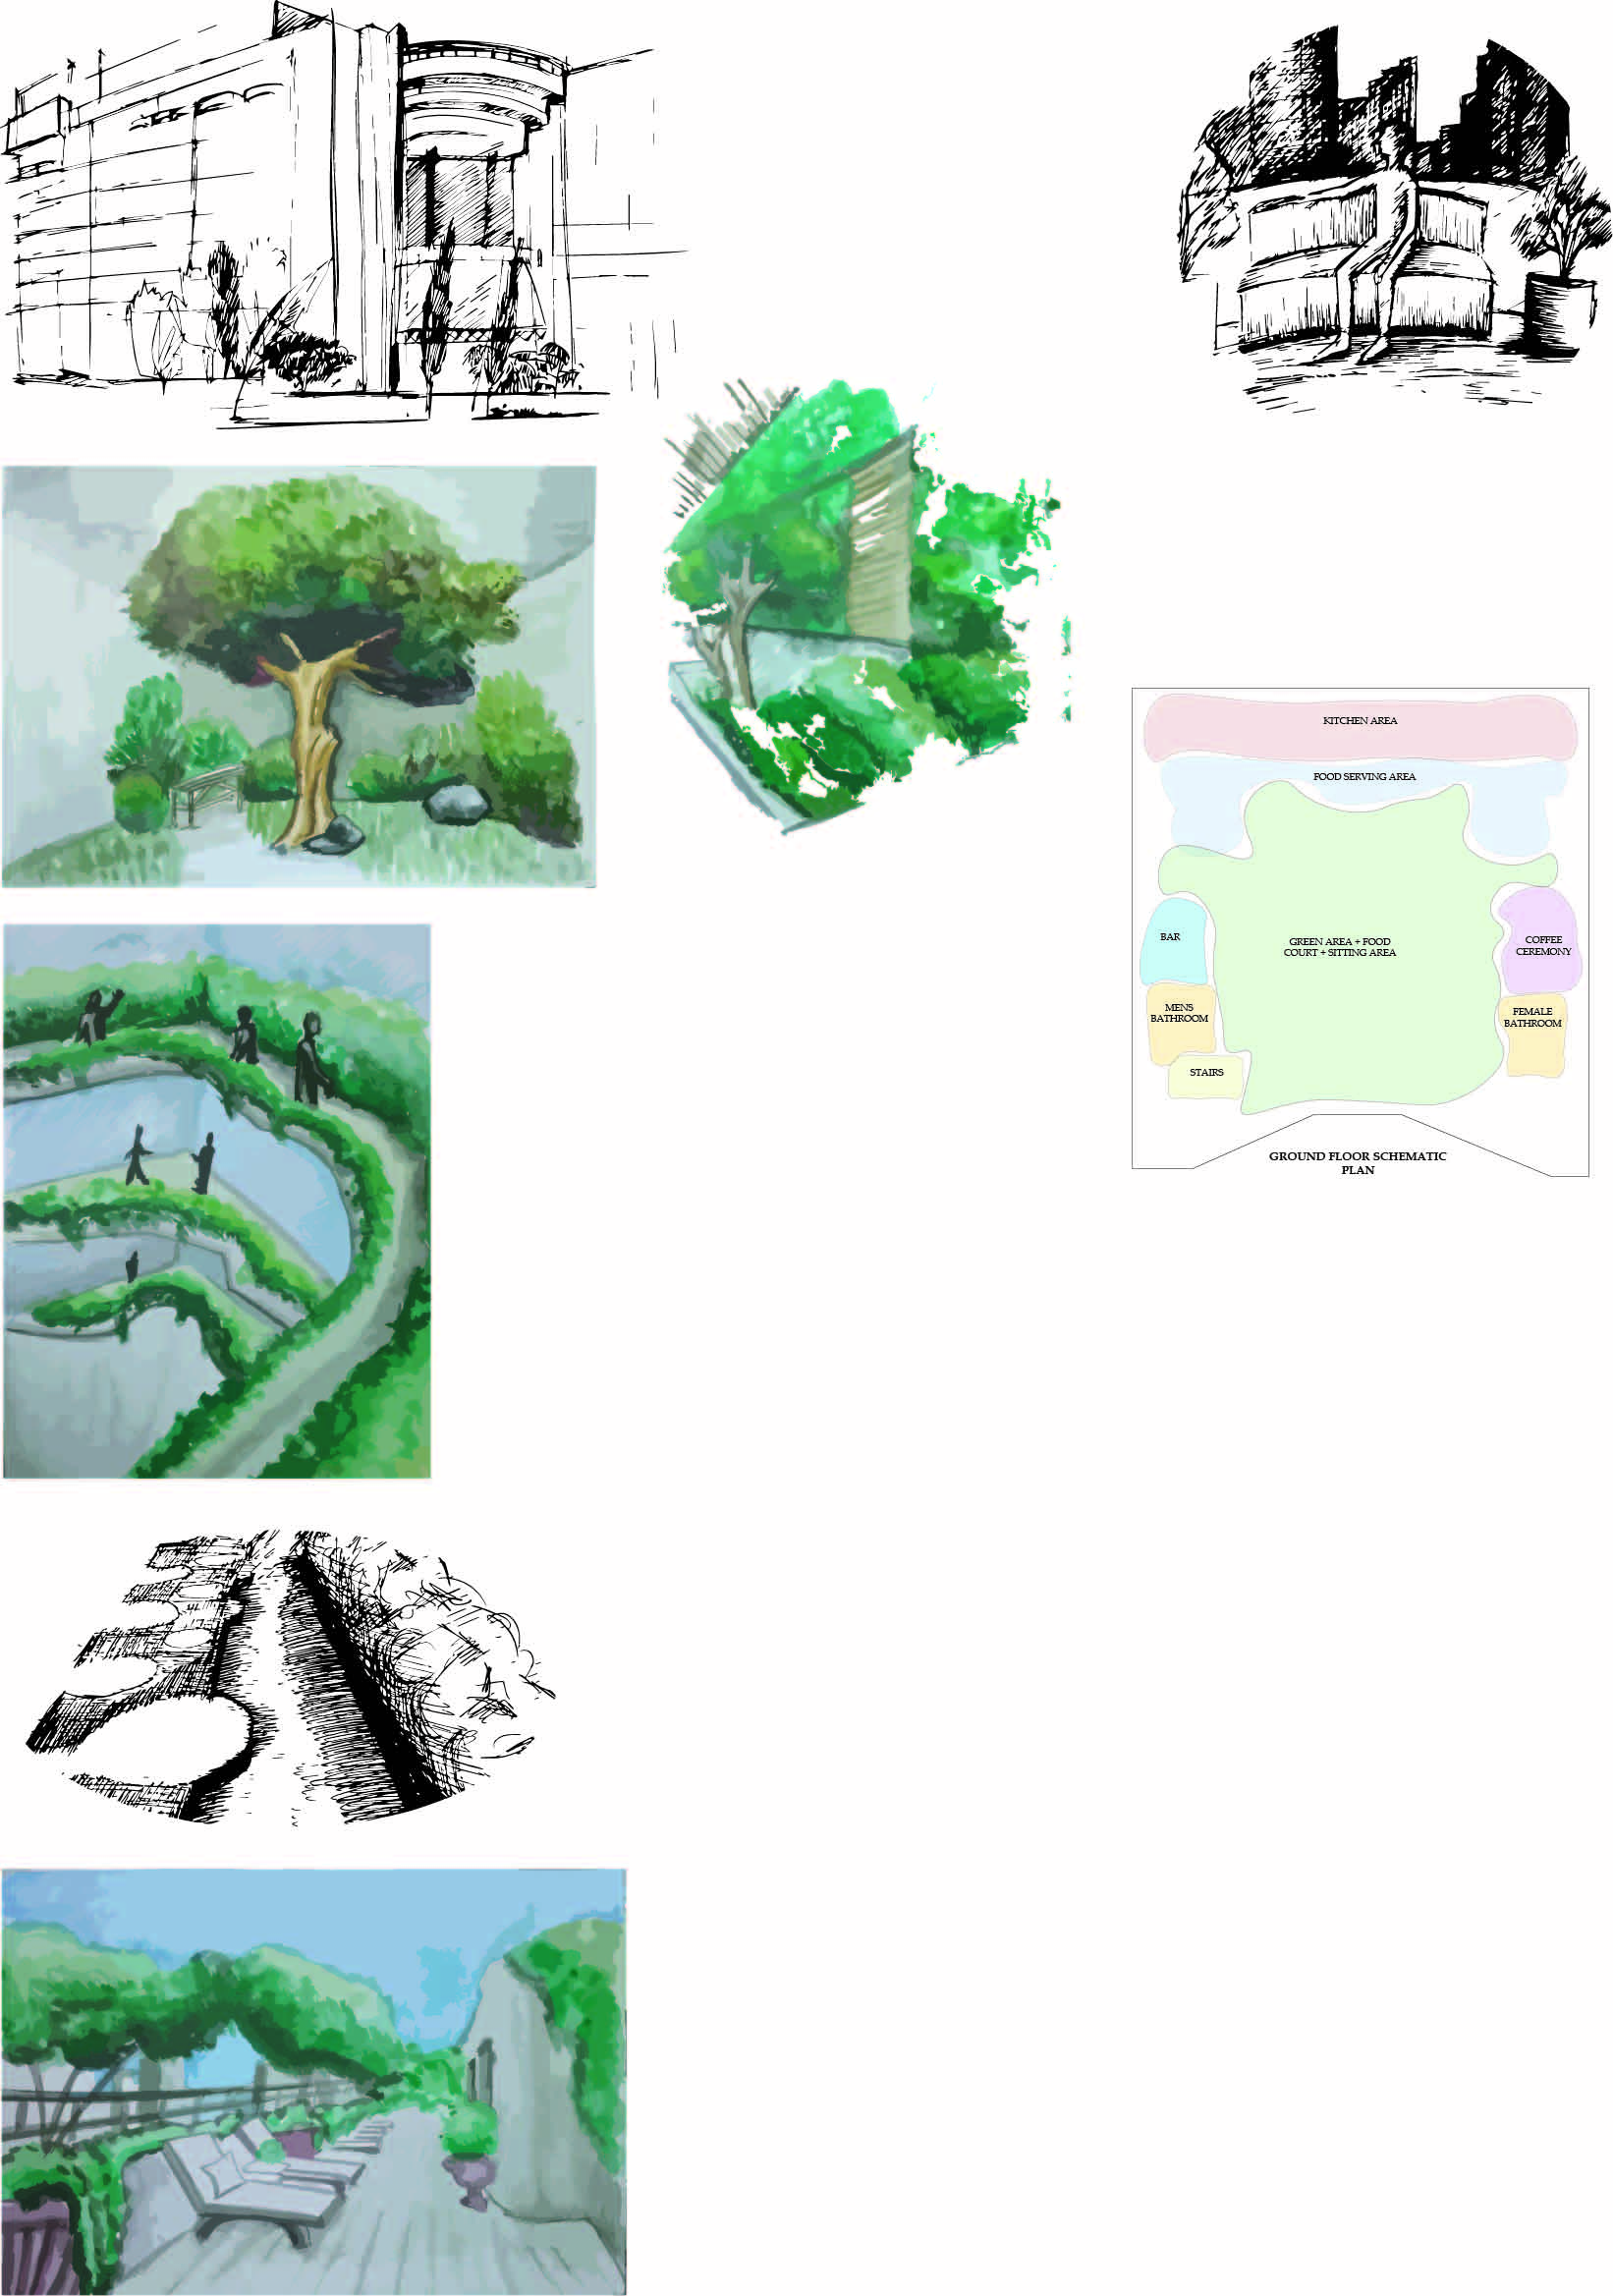 KITCHEN AREA
FOOD SERVING AREA
BAR
GREEN AREA + FOOD
COURT + SITTING AREA
COFFEE
CEREMONY
MENS
BATHROOM
FEMALE
BATHROOM
STAIRS
GROUND FLOOR SCHEMATIC
PLAN